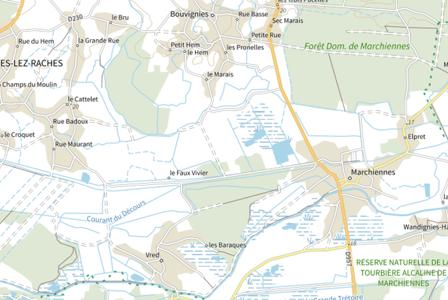 le Bru
Bouvignies
Rue Basse
D230
Sec Marais
20
Rue du Hem
la Grande Rue
Petit Hem
le Hem
Petite Rue
les Pronelles
Forêt Dom. de Marchiennes
ES-LEZ-RACHES
le Marais
Champs du Moulin
le Cattelet
20
Rue Badoux
le Croquet
Rue Maurant
Elpret
le Faux Vivier
Marchiennes
Courant du Décours
Wandignies-Ha
les Baraques
Vred
RÉSERVE NATURELLE DE LA
TOURBIÈRE ALCALINE DE
MARCHIENNES